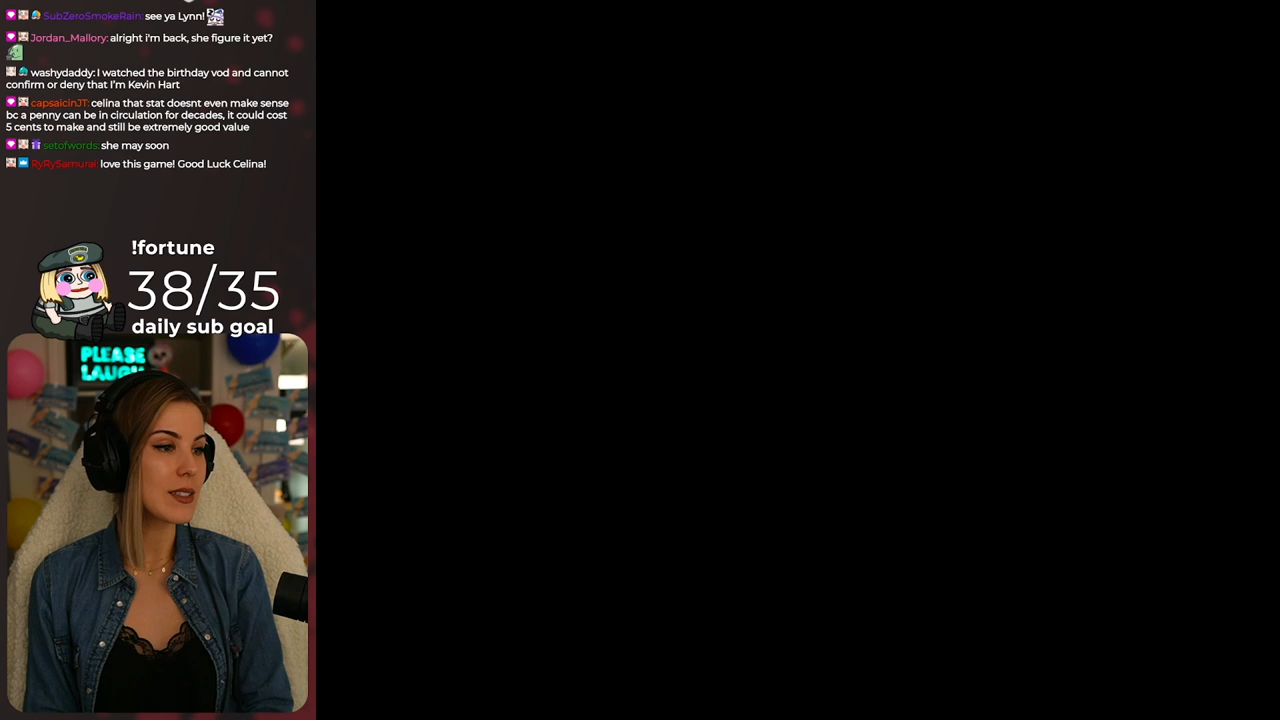 SubZeroSmokeRain: see ya Lynn!
Jordan_Mallory: alright i'm back, she figure it yet?
washydaddy: I watched the birthday vod and cannot
confirm or deny that I'm Kevin Hart
capsaicinJT: celina that stat doesnt even make sense
bc a penny can be in circulation for decades, it could cost
5 cents to make and still be extremely good value
setofwords: she may soon
RyRySamurai: love this game! Good Luck Celina!
!fortune
38/35
daily sub goal
PLEASE
LAUGH